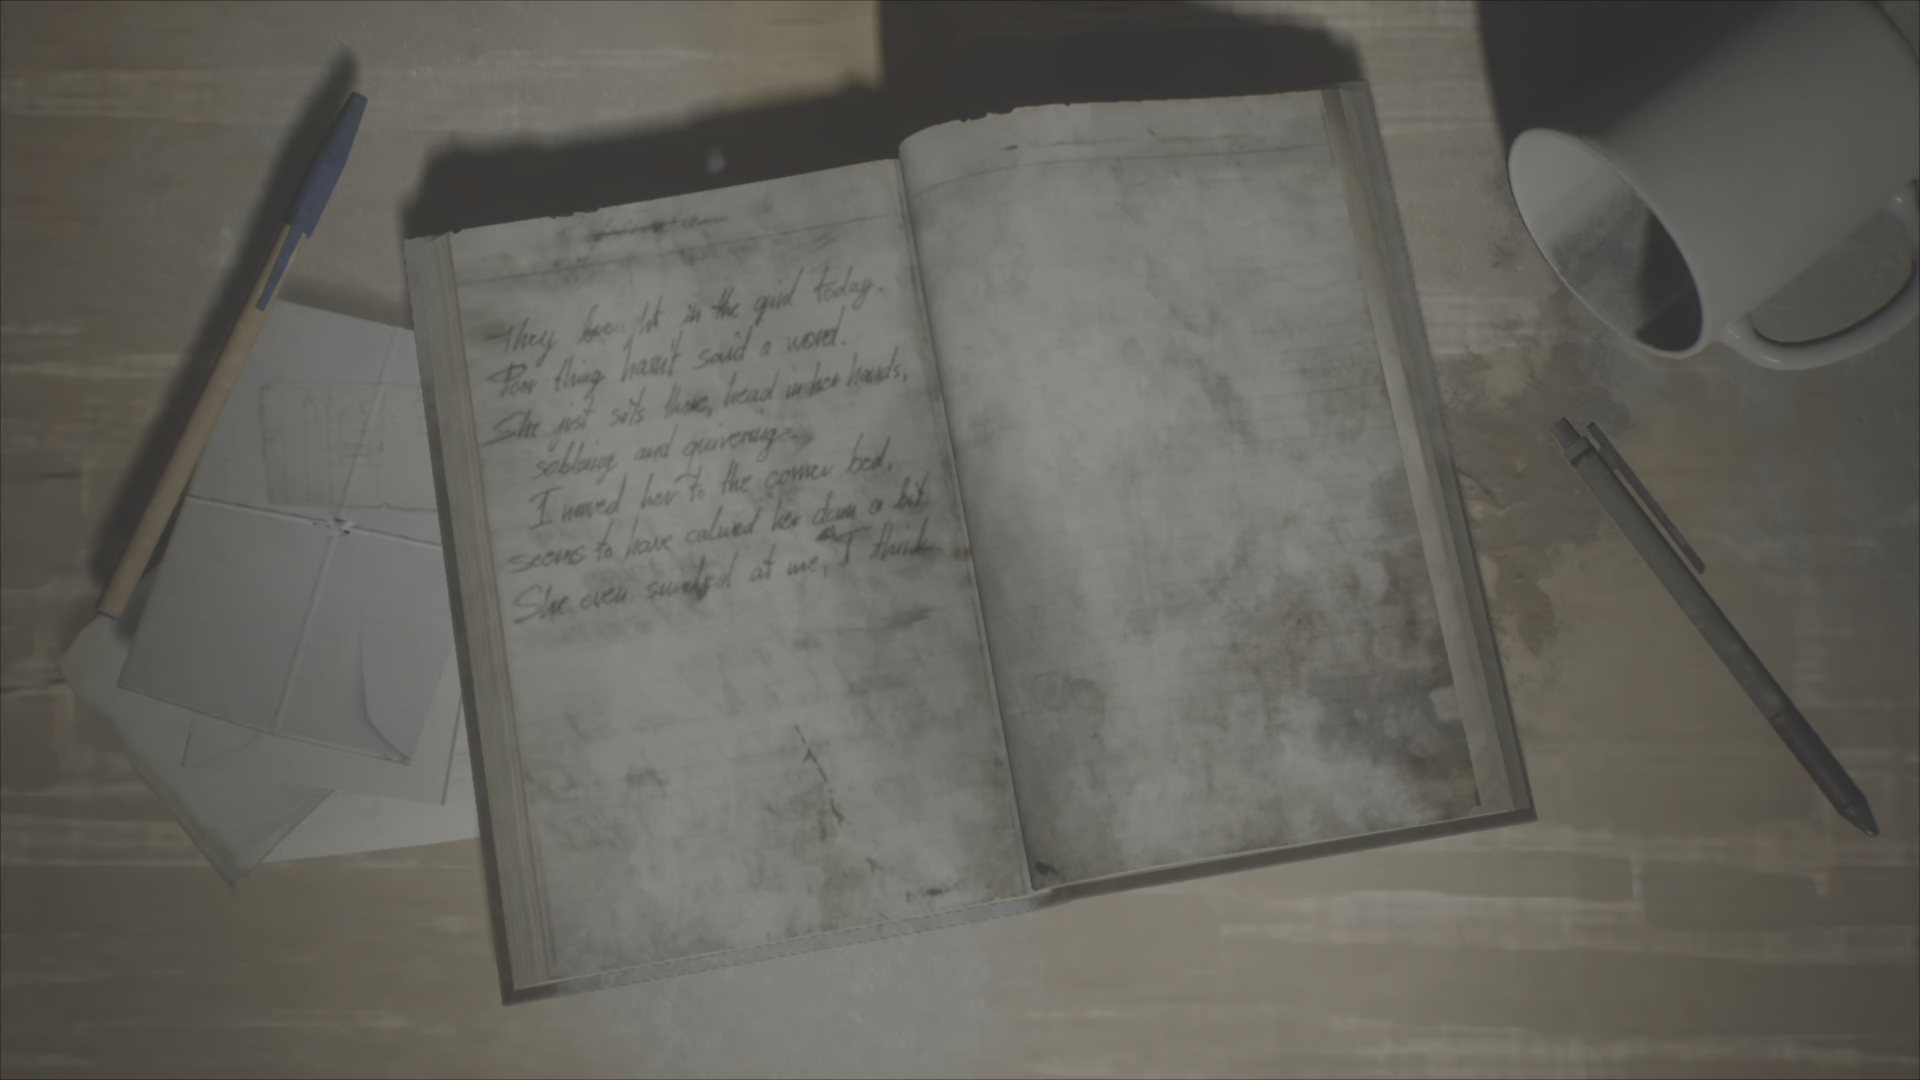 They brought in the girl today.
Poor thing hasn't said a word.
She just sits there, head in her hands,
sobbing and quivering.
I moved her to the corner bed,
seems to have calmed her down a bit.
She even smiled at me, I think.